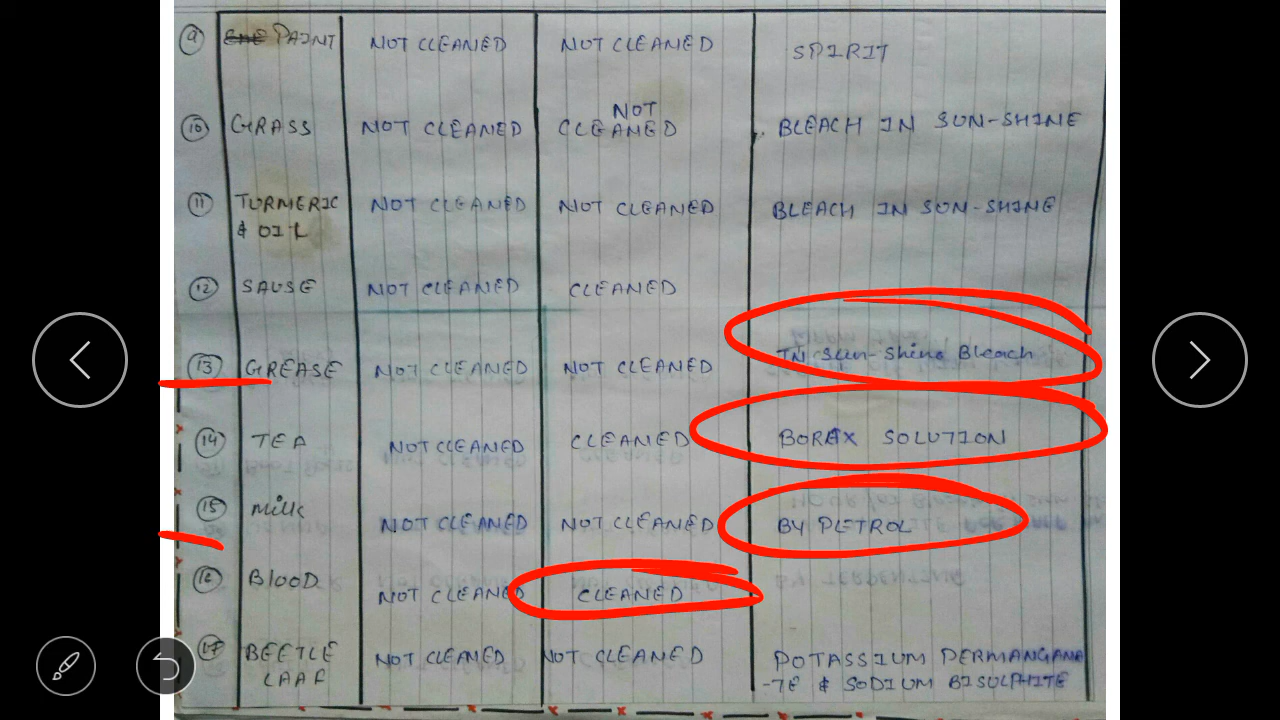 9 PAINT NOT CLEANED NOT CLEANED SPIRIT
10 GRASS NOT CLEANED NOT CLEANED BLEACH IN SUN-SHINE
11 TURMERIC & OIL NOT CLEANED NOT CLEANED BLEACH IN SUN-SHINE
12 SAUSE NOT CLEANED CLEANED
13 GREASE NOT CLEANED NOT CLEANED IN Sun-Shine Bleach
14 TEA NOT CLEANED CLEANED BORAX SOLUTION
15 Milk NOT CLEANED NOT CLEANED BY PETROL
BLOOD NOT CLEANED CLEANED
17 BEETLE LAAF NOT CLEANED NOT CLEANED POTASSIUM PERMANGANA
-TE & SODIUM BISULPHITE